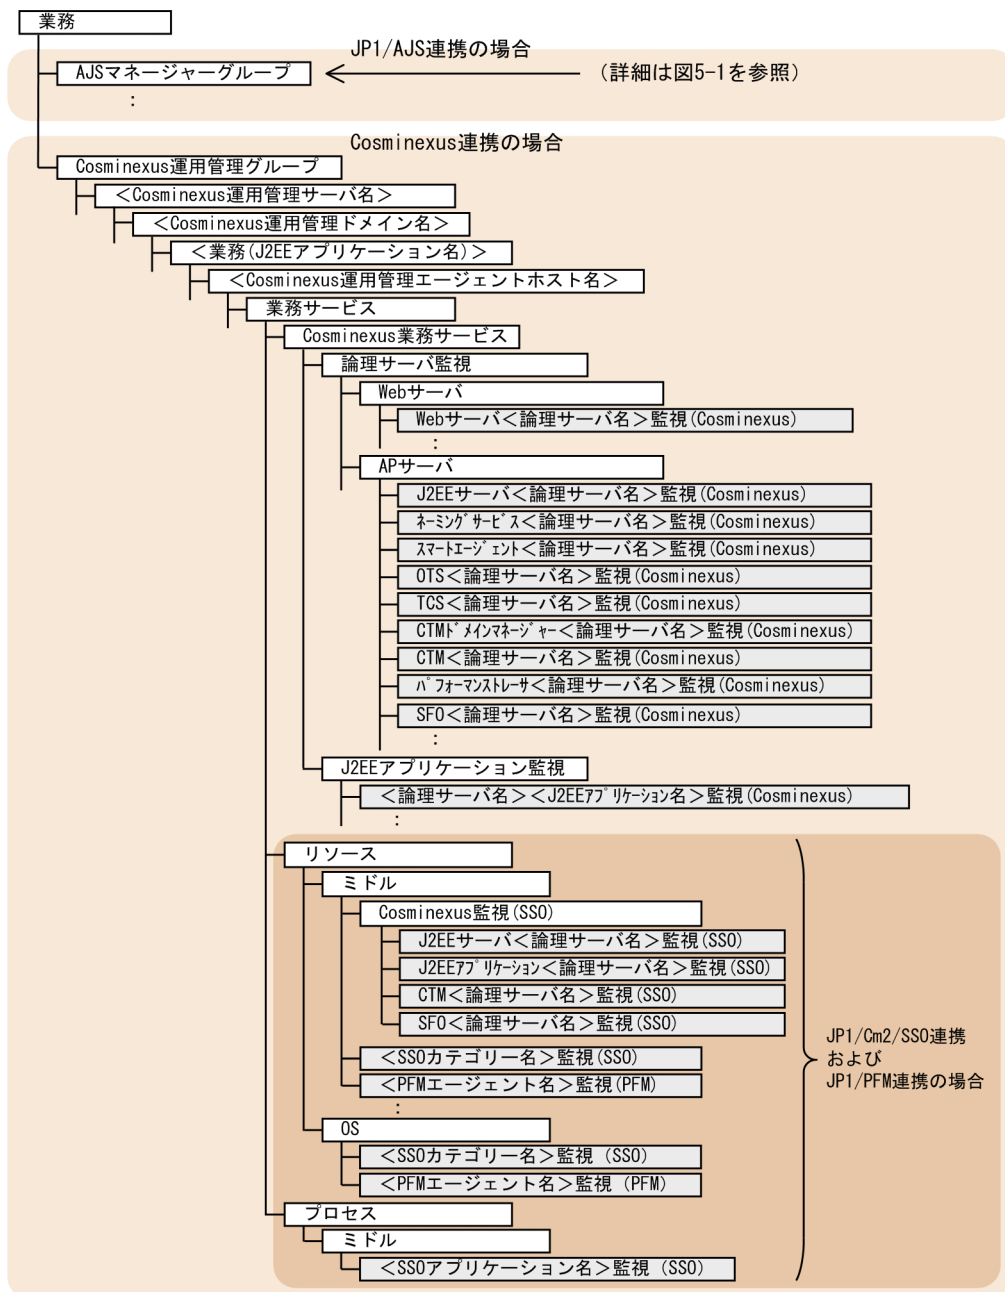 業務
JP1/AJS連携の場合
AJSマネージャーグループ
(詳細は図5-1を参照)
:
Cosminexus連携の場合
Cosminexus運用管理グループ
<Cosminexus運用管理サーバ名>
<Cosminexus運用管理ドメイン名>
<業務(J2EEアプリケーション名)>
<Cosminexus運用管理エージェントホスト名>
業務サービス
Cosminexus業務サービス
論理サーバ監視
Webサーバ
Webサーバ<論理サーバ名>監視(Cosminexus)
:
APサーバ
J2EEサーバ<論理サーバ名>監視(Cosminexus)
ﾈｰﾐﾝｸﾞｻｰﾋﾞｽ<論理サーバ名>監視(Cosminexus)
ｽﾏｰﾄｴｰｼﾞｪﾝﾄ<論理サーバ名>監視(Cosminexus)
OTS<論理サーバ名>監視(Cosminexus)
TCS<論理サーバ名>監視(Cosminexus)
CTMﾄﾞﾒｲﾝﾏﾈｰｼﾞｬｰ<論理サーバ名>監視(Cosminexus)
CTM<論理サーバ名>監視(Cosminexus)
ﾊﾟﾌｫｰﾏﾝｽﾄﾚｰｻ<論理サーバ名>監視(Cosminexus)
SFO<論理サーバ名>監視(Cosminexus)
:
J2EEアプリケーション監視
<論理サーバ名><J2EEｱﾌﾟﾘｹｰｼｮﾝ名>監視(Cosminexus)
:
リソース
ミドル
Cosminexus監視(SSO)
J2EEサーバ<論理サーバ名>監視(SSO)
J2EEｱﾌﾟﾘｹｰｼｮﾝ<論理サーバ名>監視(SSO)
CTM<論理サーバ名>監視(SSO)
SFO<論理サーバ名>監視(SSO)
<SSOカテゴリー名>監視(SSO)
<PFMエージェント名>監視(PFM)
:
OS
<SSOカテゴリー名>監視 (SSO)
<PFMエージェント名>監視 (PFM)
プロセス
ミドル
<SSOアプリケーション名>監視 (SSO)
JP1/Cm2/SSO連携
および
JP1/PFM連携の場合